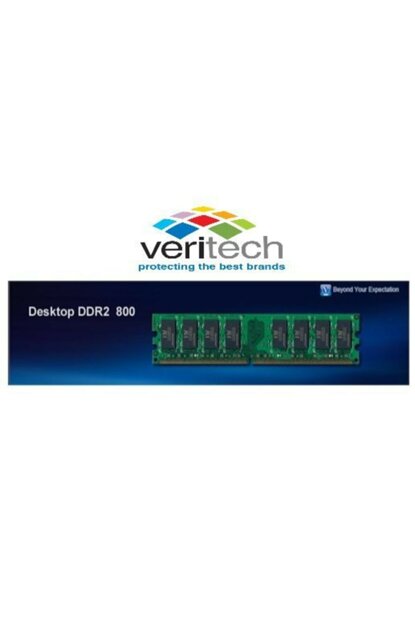 veritech
protecting the best brands
Beyond Your Expectation
Desktop DDR2 800